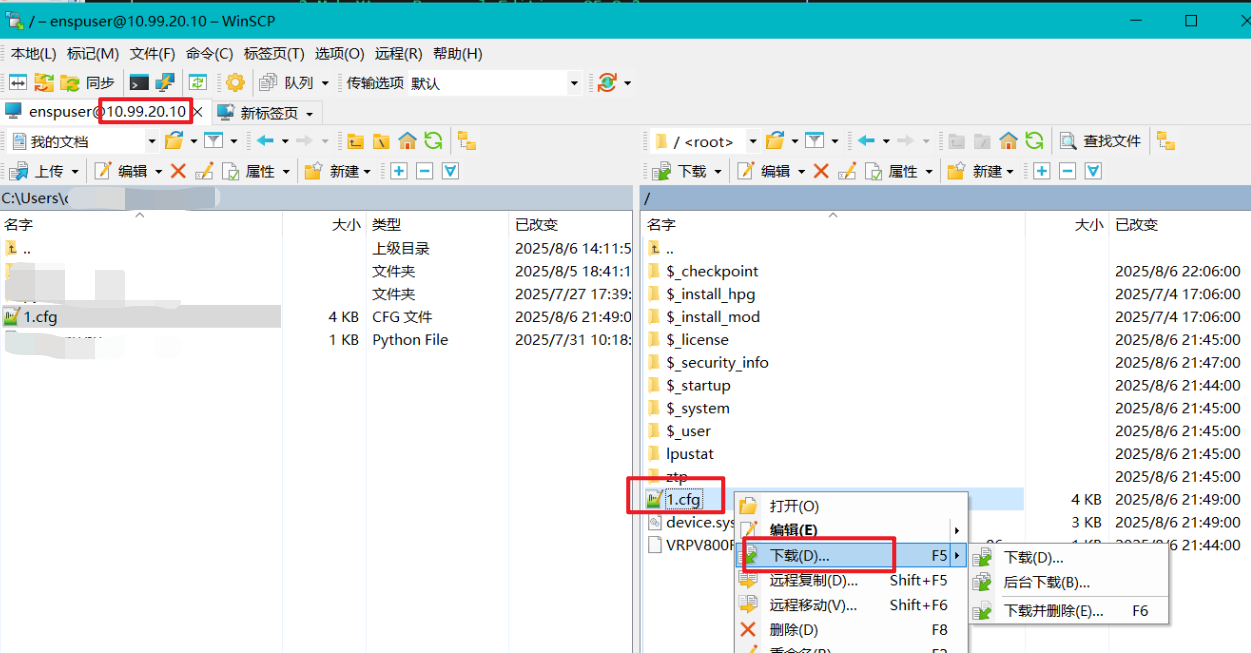 / – enspuser@10.99.20.10 – WinSCP
本地(L) 标记(M) 文件(F) 命令(C) 标签页(T) 选项(O) 远程(R) 帮助(H)
同步 队列 传输选项 默认
enspuser@10.99.20.10 × 新标签页
我的文档 / <root> 查找文件
上传 编辑 属性 新建 下载 编辑 属性 新建
C:\Users\ /
名字 大小 类型 已改变 名字 大小 已改变
.. 上级目录 2025/8/6 14:11:5 ..
文件夹 2025/8/5 18:41:1 $_checkpoint 2025/8/6 22:06:00
文件夹 2025/7/27 17:39: $_install_hpg 2025/7/4 17:06:00
1.cfg 4 KB CFG 文件 2025/8/6 21:49:0 $_install_mod 2025/7/4 17:06:00
1 KB Python File 2025/7/31 10:18: $_license 2025/8/6 21:45:00
$_security_info 2025/8/6 21:47:00
$_startup 2025/8/6 21:44:00
$_system 2025/8/6 21:45:00
$_user 2025/8/6 21:45:00
lpustat 2025/8/6 21:45:00
ztp 2025/8/6 21:45:00
1.cfg 4 KB 2025/8/6 21:49:00
device.sys 3 KB 2025/8/6 21:49:00
2025/8/6 21:44:00
打开(O)
编辑(E)
下载(D)... F5
远程复制(D)... Shift+F5
远程移动(V)... Shift+F6
删除(D) F8
下载(D)...
后台下载(B)...
下载并删除(E)... F6